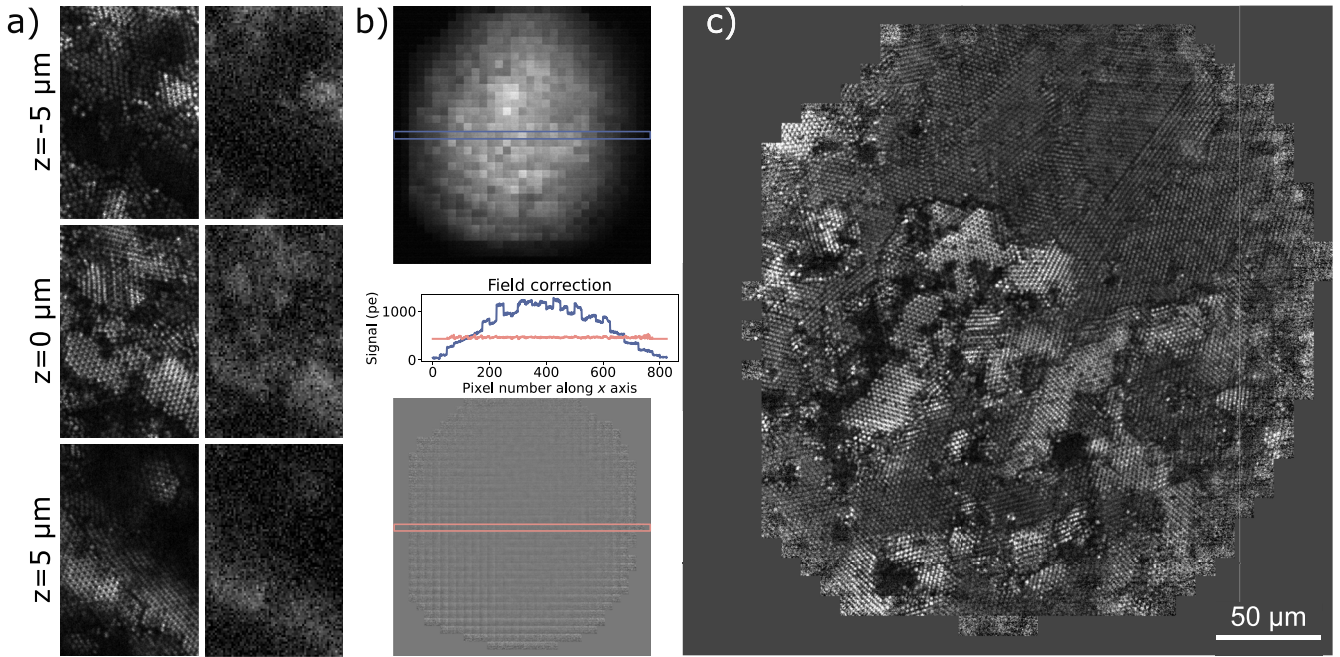 a)
z=-5 µm
z=0 µm
z=5 µm
b)
Field correction
Signal (pe)
1000
0
0 200 400 600 800
Pixel number along x axis
c)
50 µm